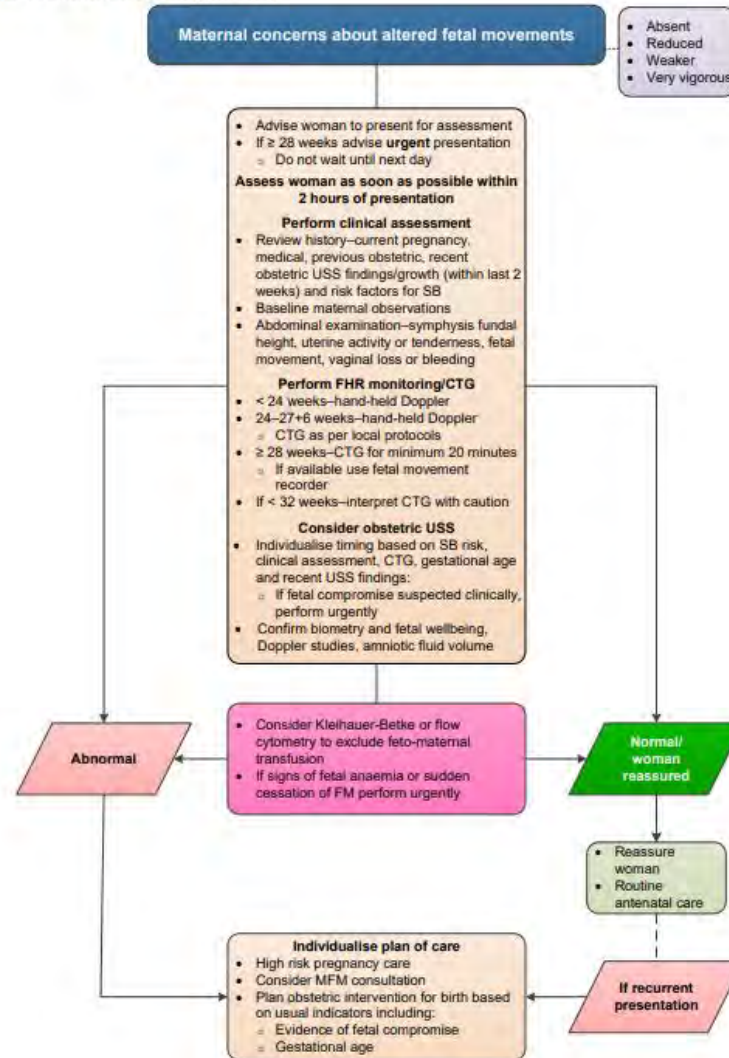 Maternal concerns about altered fetal movements
• Absent
• Reduced
• Weaker
• Very vigorous
• Advise woman to present for assessment
• If ≥ 28 weeks advise urgent presentation
o Do not wait until next day
Assess woman as soon as possible within
2 hours of presentation
Perform clinical assessment
• Review history–current pregnancy,
medical, previous obstetric, recent
obstetric USS findings/growth (within last 2
weeks) and risk factors for SB
• Baseline maternal observations
• Abdominal examination–symphysis fundal
height, uterine activity or tenderness, fetal
movement, vaginal loss or bleeding
Perform FHR monitoring/CTG
• < 24 weeks–hand-held Doppler
• 24–27+6 weeks–hand-held Doppler
o CTG as per local protocols
• ≥ 28 weeks–CTG for minimum 20 minutes
o If available use fetal movement
recorder
• If < 32 weeks–interpret CTG with caution
Consider obstetric USS
• Individualise timing based on SB risk,
clinical assessment, CTG, gestational age
and recent USS findings:
o If fetal compromise suspected clinically,
perform urgently
• Confirm biometry and fetal wellbeing,
Doppler studies, amniotic fluid volume
Abnormal
• Consider Kleihauer-Betke or flow
cytometry to exclude feto-maternal
transfusion
• If signs of fetal anaemia or sudden
cessation of FM perform urgently
Normal/
woman
reassured
• Reassure
woman
• Routine
antenatal care
Individualise plan of care
• High risk pregnancy care
• Consider MFM consultation
• Plan obstetric intervention for birth based
on usual indicators including:
o Evidence of fetal compromise
o Gestational age
If recurrent
presentation